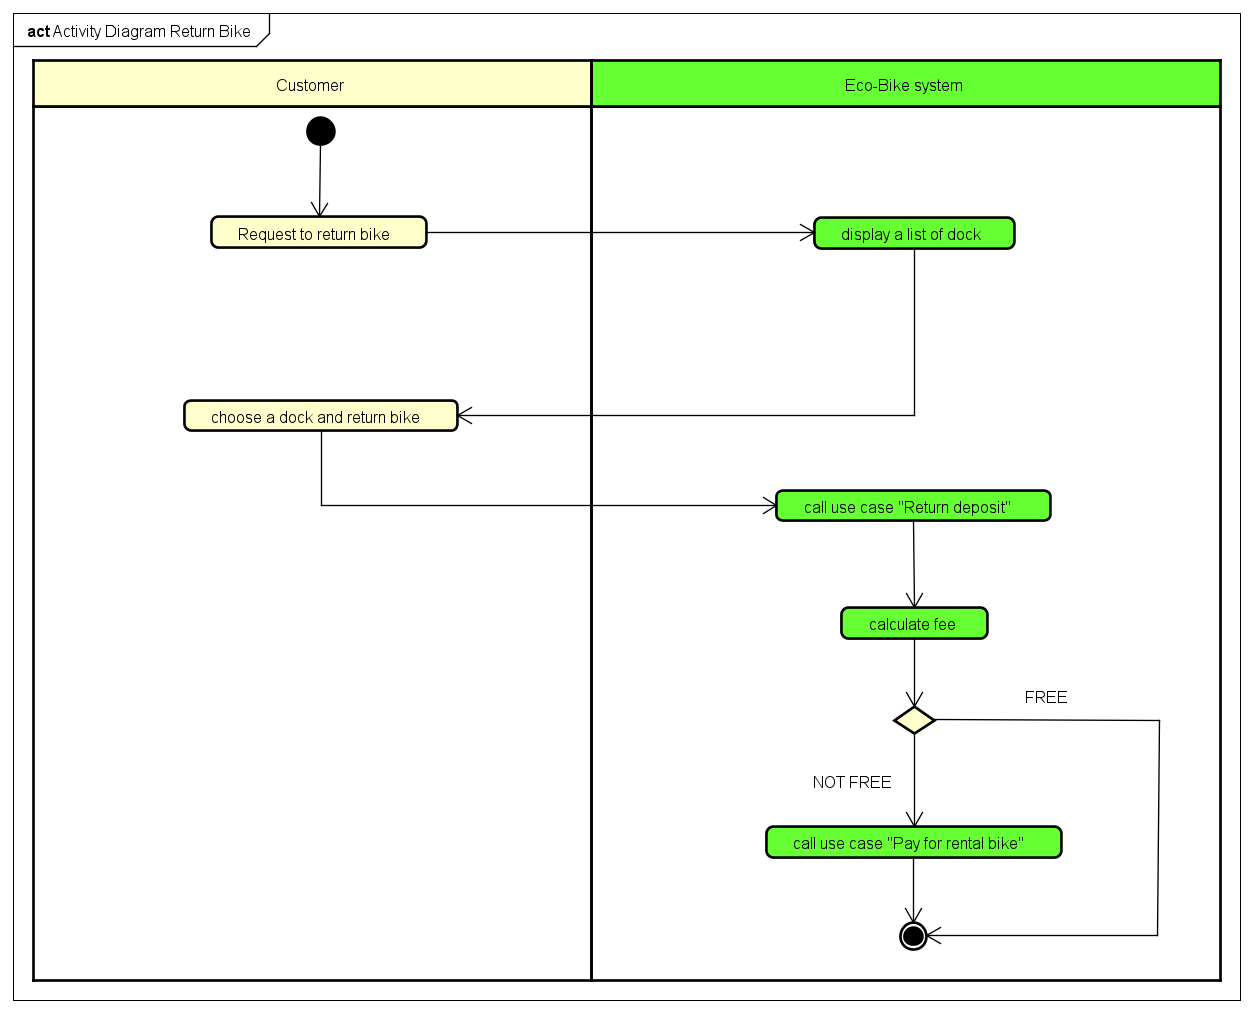 act Activity Diagram Return Bike
Customer
Eco-Bike system
Request to return bike
display a list of dock
choose a dock and return bike
call use case "Return deposit"
calculate fee
FREE
NOT FREE
call use case "Pay for rental bike"